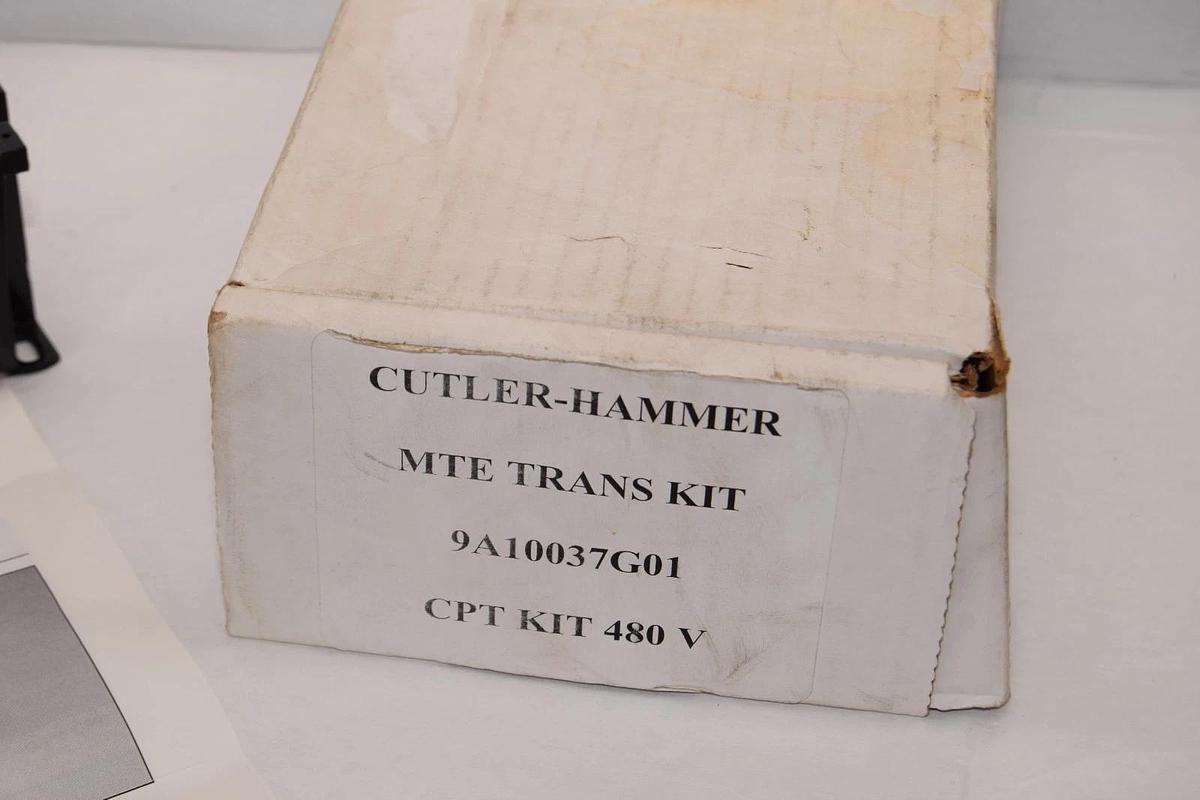 CUTLER-HAMMER
MTE TRANS KIT
9A10037G01
CPT KIT 480 V